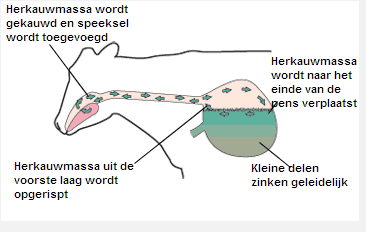 Herkauwmassa wordt
gekauwd en speeksel
wordt toegevoegd
Herkauwmassa
wordt naar het
einde van de
pens verplaatst
Herkauwmassa uit de
voorste laag wordt
opgerispt
Kleine delen
zinken geleidelijk